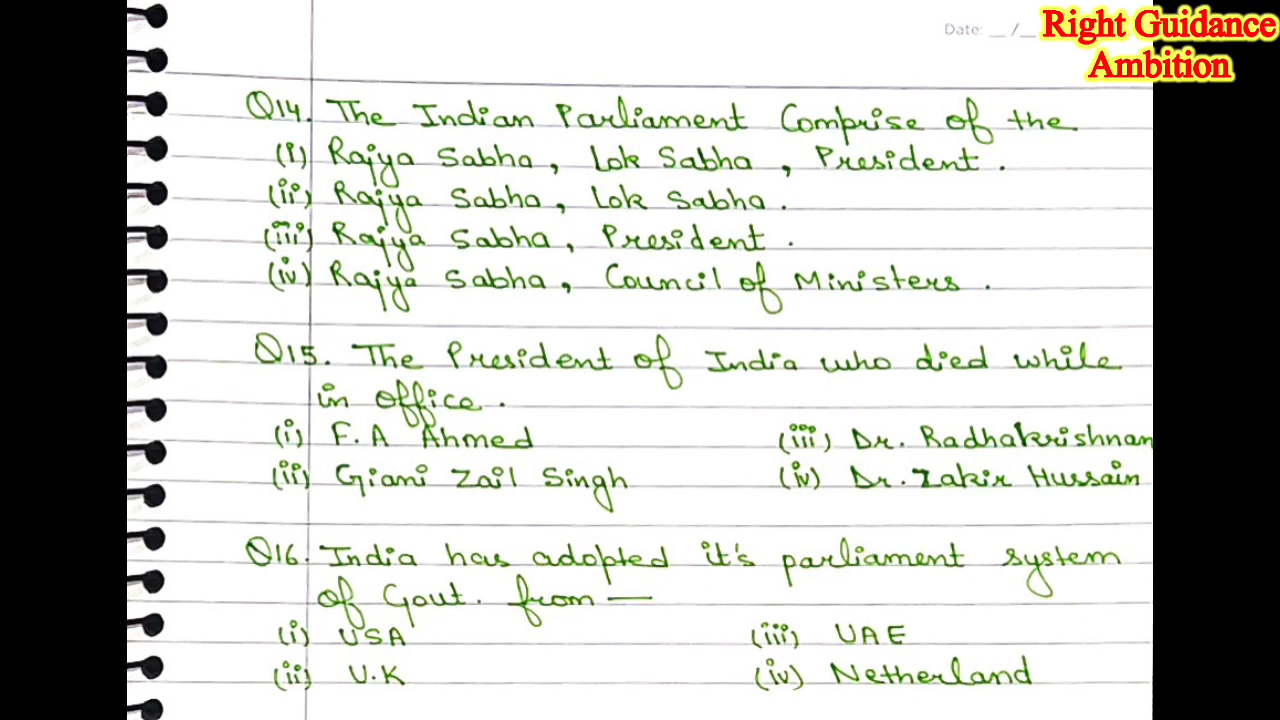 Date: __/__
Right Guidance
Ambition
Q14. The Indian Parliament Comprise of the
(i) Rajya Sabha, Lok Sabha, President.
(ii) Rajya Sabha, Lok Sabha.
(iii) Rajya Sabha, President.
(iv) Rajya Sabha, Council of Ministers.
Q15. The President of India who died while
in office.
(i) F.A Ahmed (iii) Dr. Radhakrishnan
(ii) Giani Zail Singh (iv) Dr. Zakir Hussain
Q16. India has adopted it's parliament system
of Govt. from —
(i) USA (iii) UAE
(ii) U.K (iv) Netherland